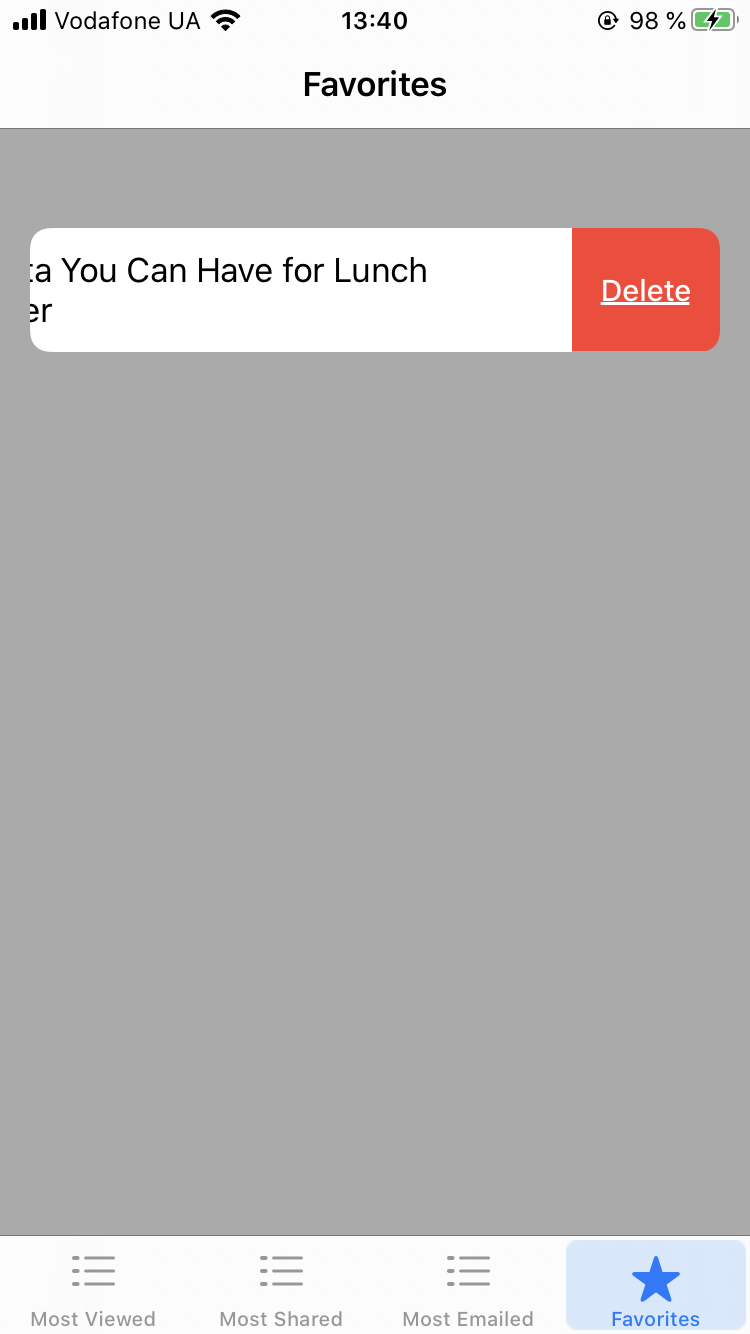 Vodafone UA 13:40 98 %
Favorites
ta You Can Have for Lunch
er
Delete
Most Viewed Most Shared Most Emailed Favorites